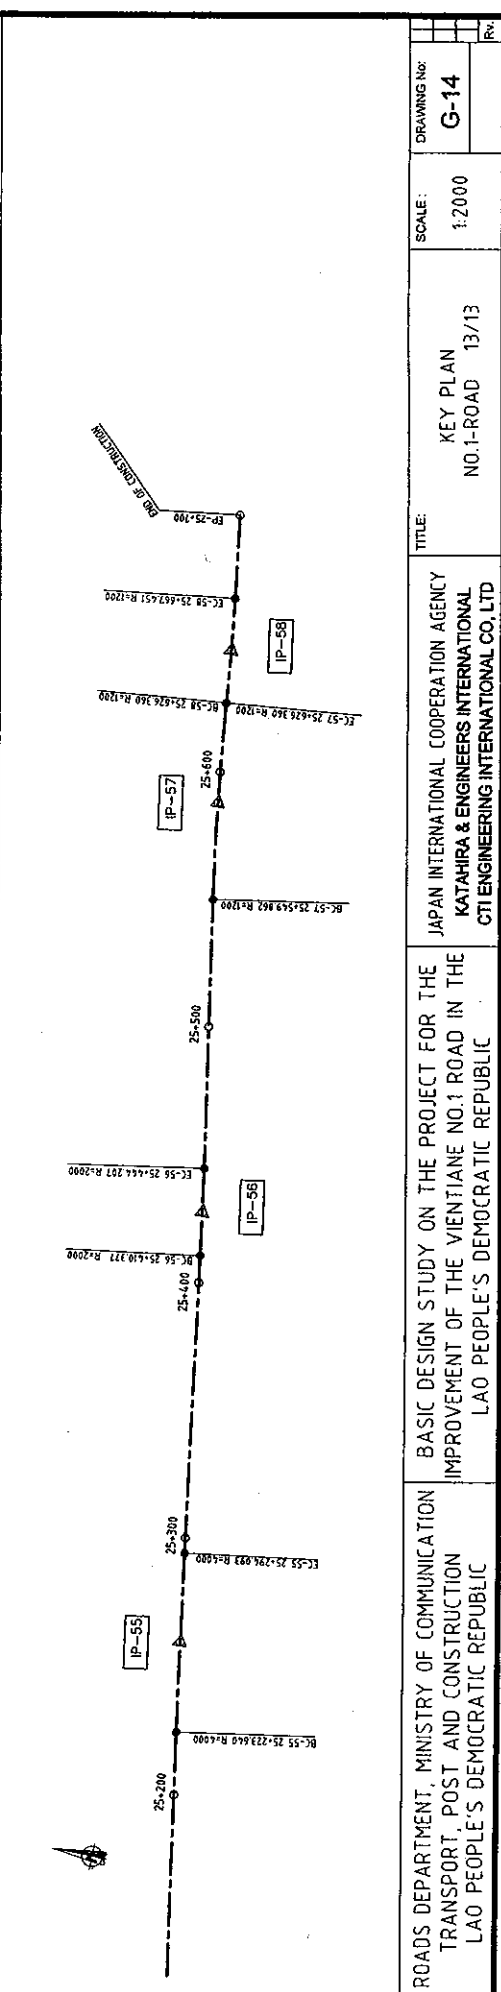 25+200
BC-55 25+223.640 R=4000
IP-55
EC-55 25+294.093 R=4000
25+300
25+400
BC-56 25+410.377 R=2000
IP-56
EC-56 25+444.207 R=2000
25+500
BC-57 25+549.862 R=1200
IP-57
25+600
EC-57 25+626.360 R=1200
BC-58 25+626.360 R=1200
IP-58
EC-58 25+667.451 R=1200
EP-25+700
END OF CONSTRUCTION
ROADS DEPARTMENT, MINISTRY OF COMMUNICATION
TRANSPORT, POST AND CONSTRUCTION
LAO PEOPLE'S DEMOCRATIC REPUBLIC
BASIC DESIGN STUDY ON THE PROJECT FOR THE
IMPROVEMENT OF THE VIENTIANE NO.1 ROAD IN THE
LAO PEOPLE'S DEMOCRATIC REPUBLIC
JAPAN INTERNATIONAL COOPERATION AGENCY
KATAHIRA & ENGINEERS INTERNATIONAL
CTI ENGINEERING INTERNATIONAL CO., LTD
TITLE:
KEY PLAN
NO.1-ROAD 13/13
SCALE:
1:2000
DRAWING No:
G-14
Rv.